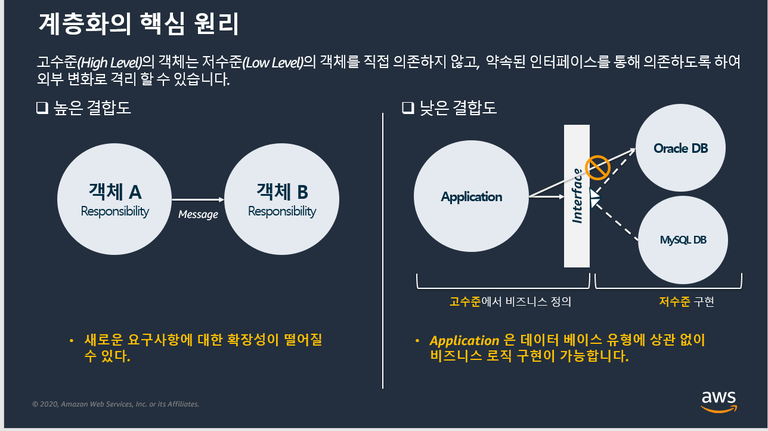 계층화의 핵심 원리
고수준(High Level)의 객체는 저수준(Low Level)의 객체를 직접 의존하지 않고, 약속된 인터페이스를 통해 의존하도록 하여
외부 변화로 격리 할 수 있습니다.
❑ 높은 결합도
객체 A
Responsibility
Message
객체 B
Responsibility
• 새로운 요구사항에 대한 확장성이 떨어질
수 있다.
❑ 낮은 결합도
Application
Interface
Oracle DB
MySQL DB
고수준에서 비즈니스 정의
저수준 구현
• Application 은 데이터 베이스 유형에 상관 없이
비즈니스 로직 구현이 가능합니다.
© 2020, Amazon Web Services, Inc. or its Affiliates.
aws